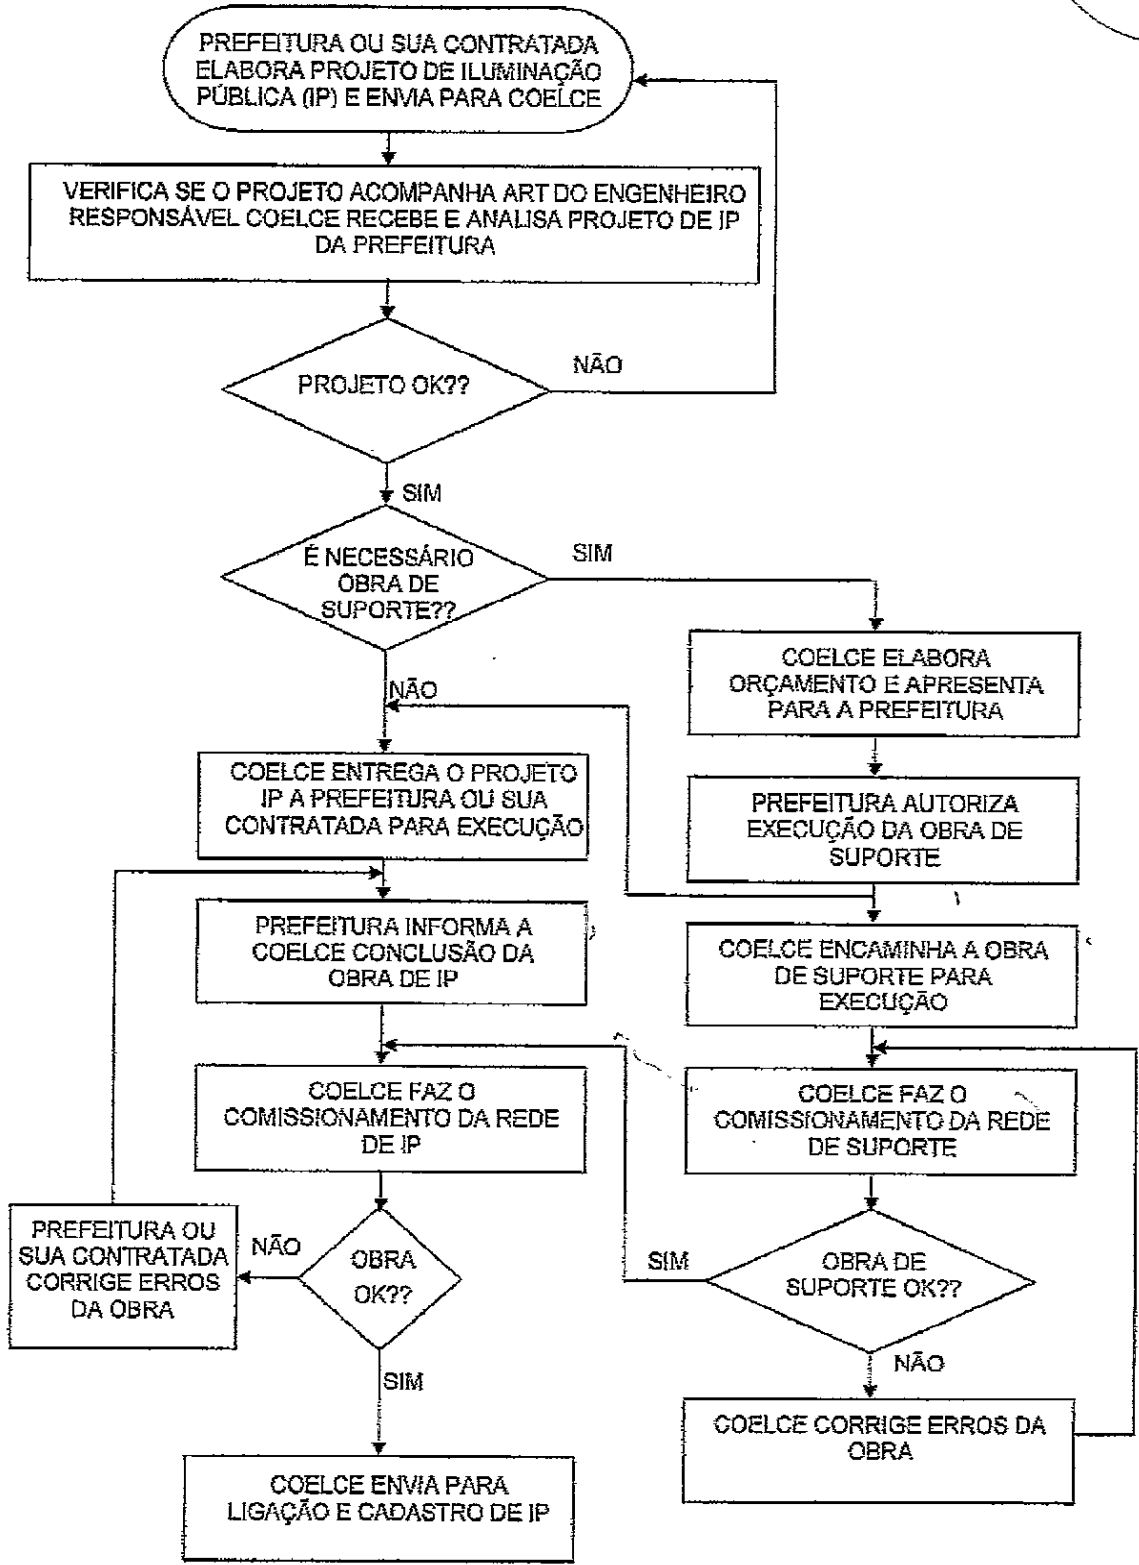 PREFEITURA OU SUA CONTRATADA
ELABORA PROJETO DE ILUMINAÇÃO
PÚBLICA (IP) E ENVIA PARA COELCE
VERIFICA SE O PROJETO ACOMPANHA ART DO ENGENHEIRO
RESPONSÁVEL COELCE RECEBE E ANALISA PROJETO DE IP
DA PREFEITURA
PROJETO OK??
NÃO
SIM
É NECESSÁRIO
OBRA DE
SUPORTE??
SIM
NÃO
COELCE ELABORA
ORÇAMENTO E APRESENTA
PARA A PREFEITURA
COELCE ENTREGA O PROJETO
IP A PREFEITURA OU SUA
CONTRATADA PARA EXECUÇÃO
PREFEITURA AUTORIZA
EXECUÇÃO DA OBRA DE
SUPORTE
PREFEITURA INFORMA A
COELCE CONCLUSÃO DA
OBRA DE IP
COELCE ENCAMINHA A OBRA
DE SUPORTE PARA
EXECUÇÃO
COELCE FAZ O
COMISSIONAMENTO DA REDE
DE IP
COELCE FAZ O
COMISSIONAMENTO DA REDE
DE SUPORTE
PREFEITURA OU
SUA CONTRATADA
CORRIGE ERROS
DA OBRA
NÃO
OBRA
OK??
SIM
SIM
OBRA DE
SUPORTE OK??
NÃO
COELCE CORRIGE ERROS DA
OBRA
COELCE ENVIA PARA
LIGAÇÃO E CADASTRO DE IP